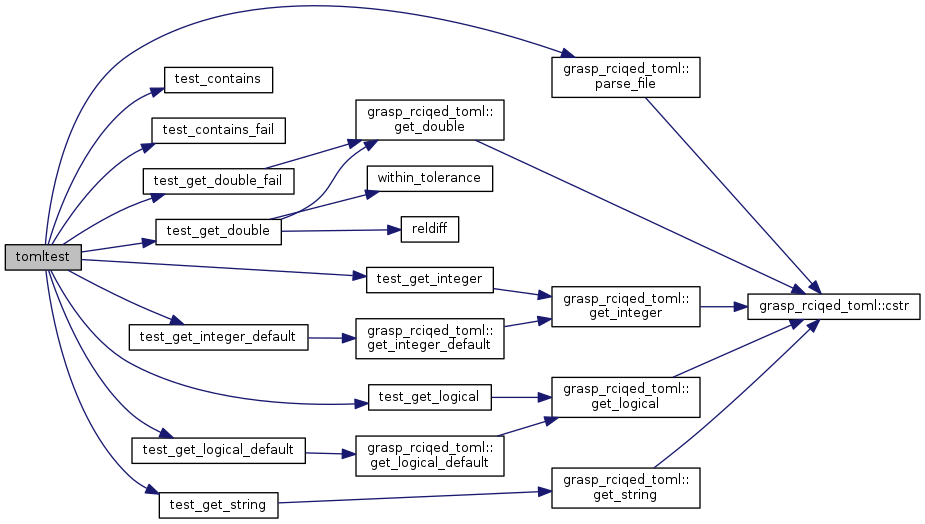 tomltest
test_contains
test_contains_fail
test_get_double_fail
test_get_double
test_get_integer_default
test_get_logical_default
test_get_string
grasp_rciqed_toml::
get_double
within_tolerance
reldiff
test_get_integer
grasp_rciqed_toml::
get_integer_default
test_get_logical
grasp_rciqed_toml::
get_logical_default
grasp_rciqed_toml::
parse_file
grasp_rciqed_toml::
get_integer
grasp_rciqed_toml::
get_logical
grasp_rciqed_toml::
get_string
grasp_rciqed_toml::cstr